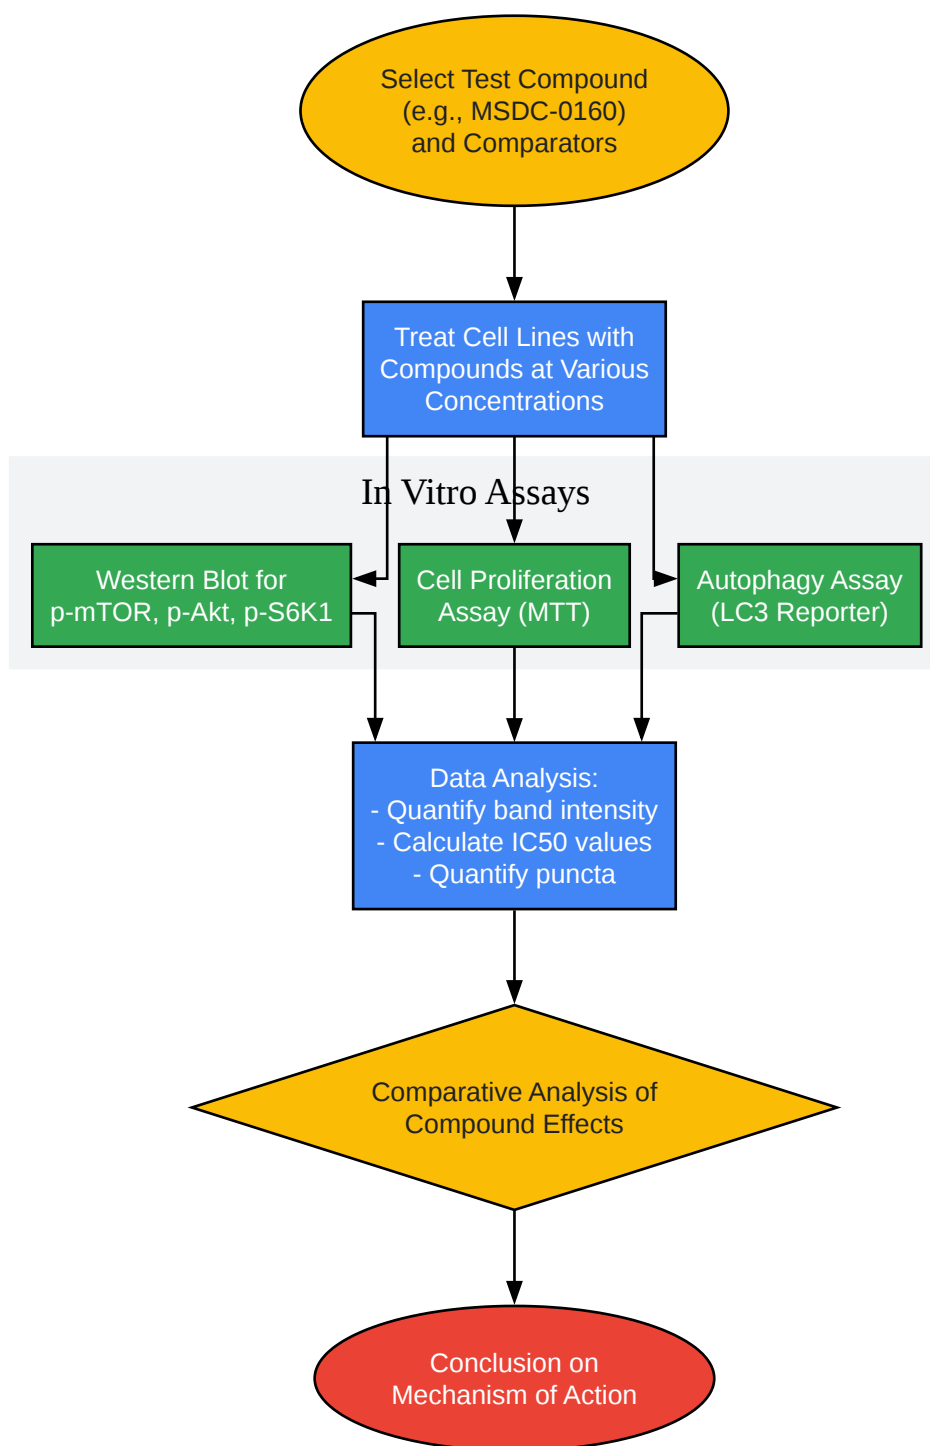 Select Test Compound
(e.g., MSDC-0160)
and Comparators
Treat Cell Lines with
Compounds at Various
Concentrations
In Vitro Assays
Western Blot for
p-mTOR, p-Akt, p-S6K1
Cell Proliferation
Assay (MTT)
Autophagy Assay
(LC3 Reporter)
Data Analysis:
- Quantify band intensity
- Calculate IC50 values
- Quantify puncta
Comparative Analysis of
Compound Effects
Conclusion on
Mechanism of Action